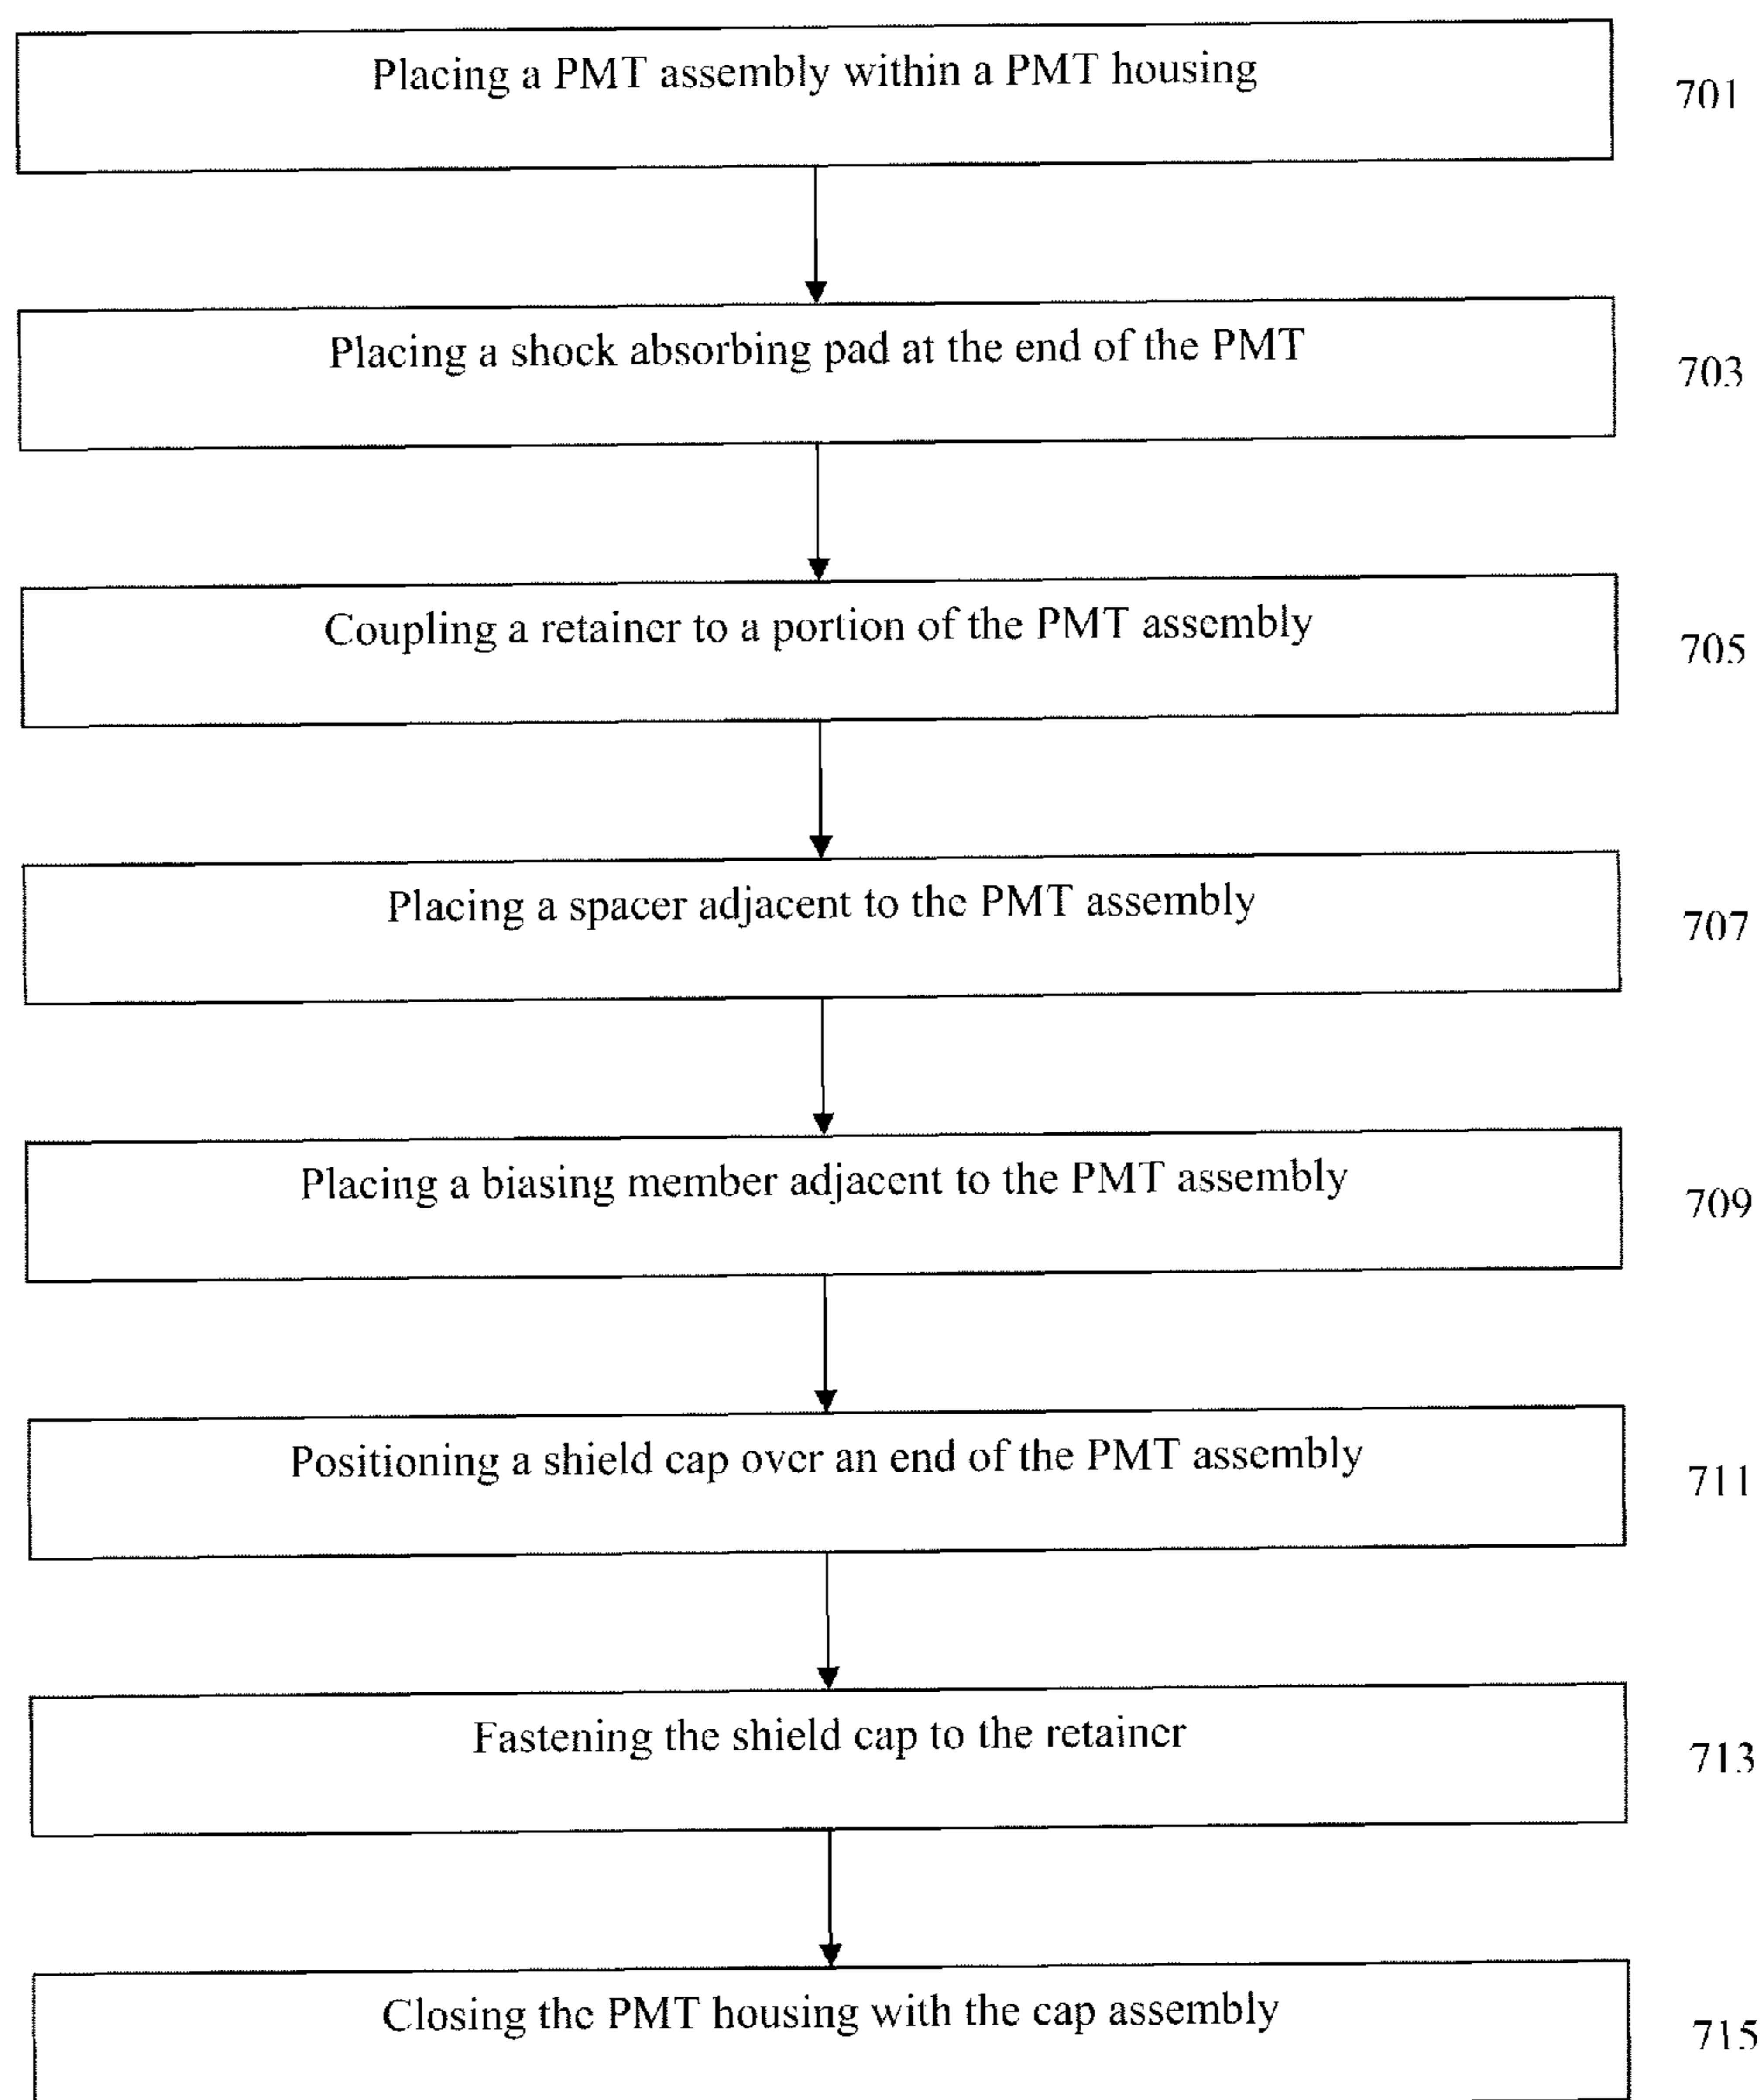 Placing a PMT assembly within a PMT housing
701
Placing a shock absorbing pad at the end of the PMT
703
Coupling a retainer to a portion of the PMT assembly
705
Placing a spacer adjacent to the PMT assembly
707
Placing a biasing member adjacent to the PMT assembly
709
Positioning a shield cap over an end of the PMT assembly
711
Fastening the shield cap to the retainer
713
Closing the PMT housing with the cap assembly
715